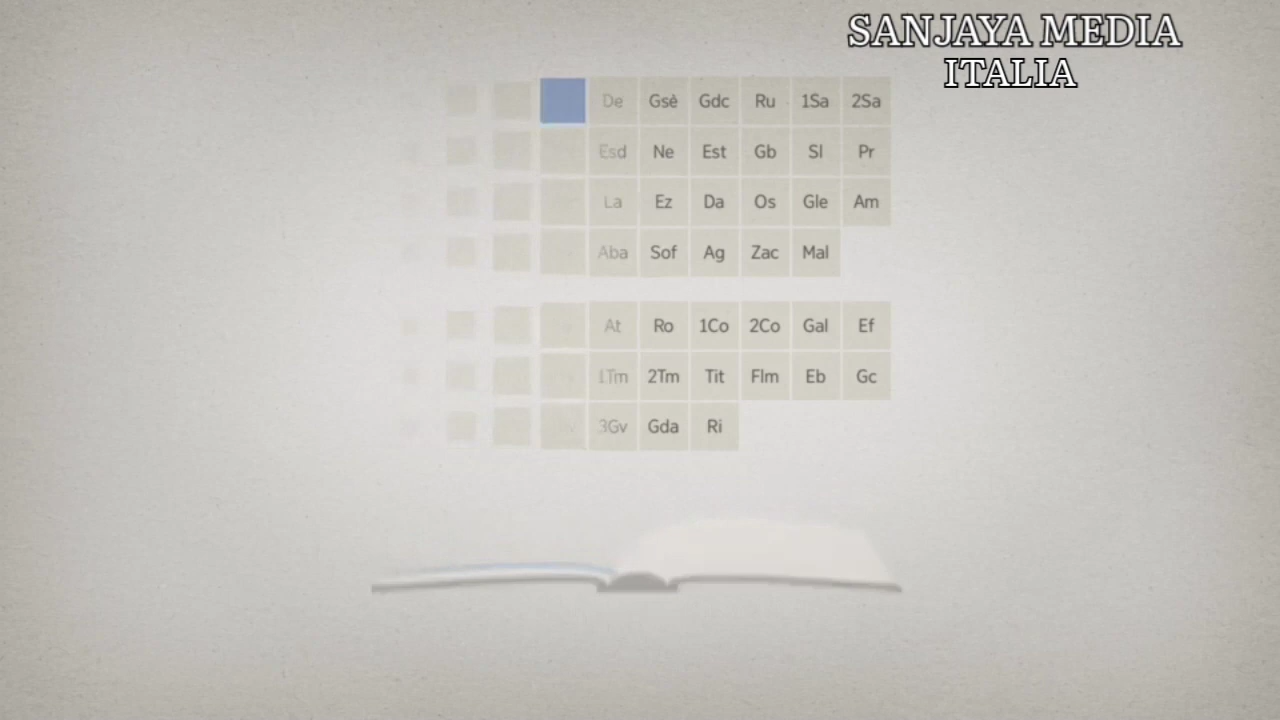 SANJAYA MEDIA
ITALIA
De Gsè Gdc Ru 1Sa 2Sa
Esd Ne Est Gb Sl Pr
La Ez Da Os Gle Am
Aba Sof Ag Zac Mal
At Ro 1Co 2Co Gal Ef
1Tm 2Tm Tit Flm Eb Gc
3Gv Gda Ri